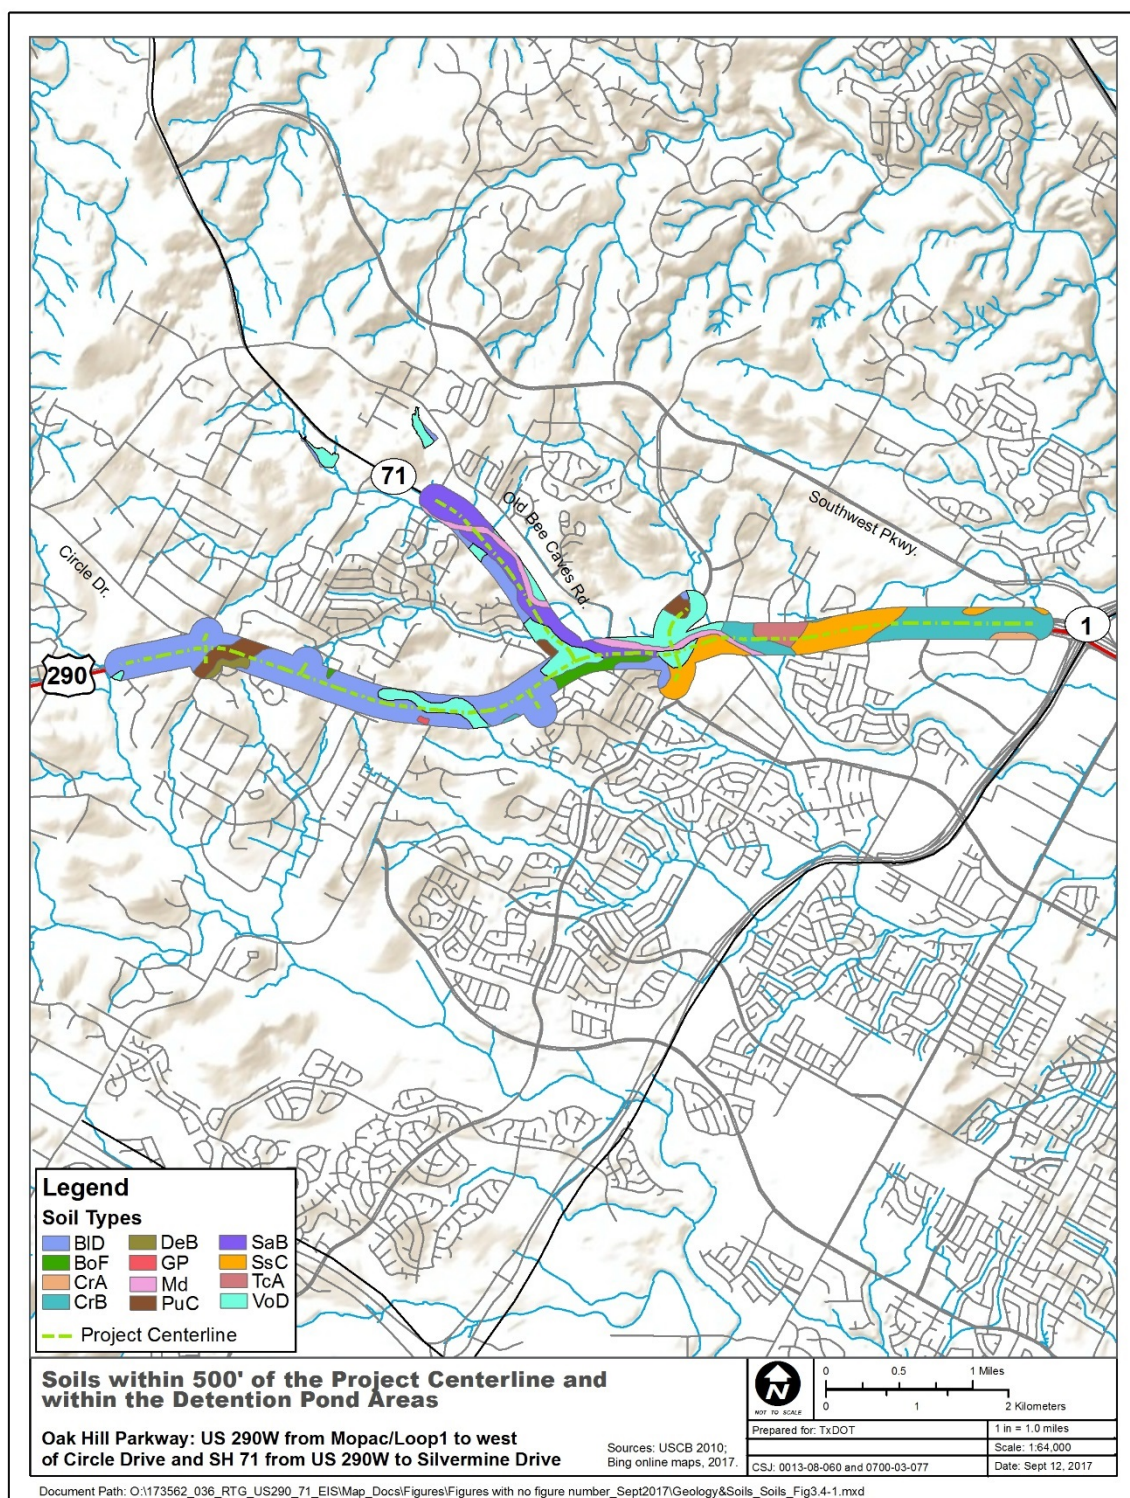 71
Old Bee Caves Rd.
Southwest Pkwy.
Circle Dr.
1
290
Legend
Soil Types
BID DeB SaB
BoF GP SsC
CrA Md TcA
CrB PuC VoD
Project Centerline
Soils within 500' of the Project Centerline and
within the Detention Pond Areas
Oak Hill Parkway: US 290W from Mopac/Loop1 to west
of Circle Drive and SH 71 from US 290W to Silvermine Drive
Sources: USCB 2010;
Bing online maps, 2017.
N
NOT TO SCALE
0 0.5 1 Miles
0 1 2 Kilometers
Prepared for: TxDOT
1 in = 1.0 miles
Scale: 1:64,000
CSJ: 0013-08-060 and 0700-03-077
Date: Sept 12, 2017
Document Path: O:\173562_036_RTG_US290_71_EIS\Map_Docs\Figures\Figures with no figure number_Sept2017\Geology&Soils_Soils_Fig3.4-1.mxd